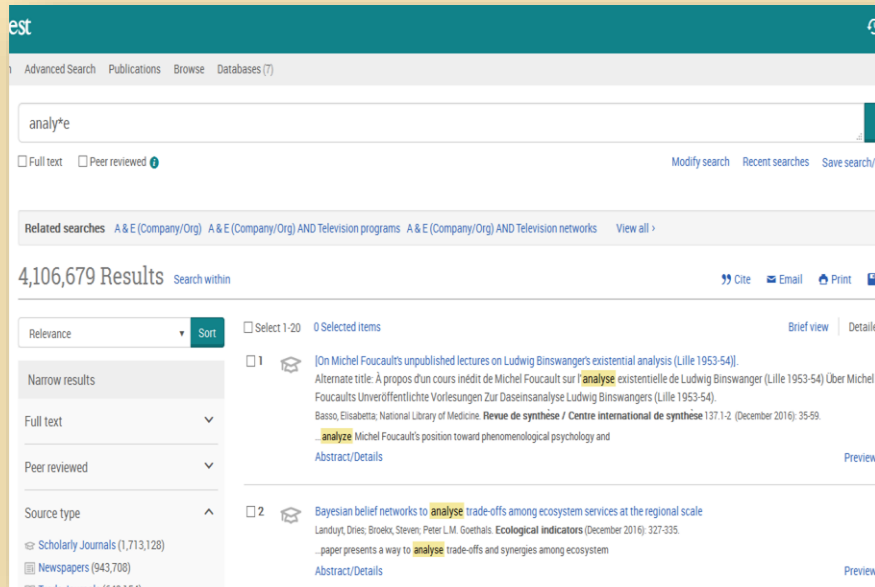 est
Advanced Search Publications Browse Databases (7)
analy*e
Full text Peer reviewed
Modify search Recent searches Save search/
Related searches A & E (Company/Org) A & E (Company/Org) AND Television programs A & E (Company/Org) AND Television networks View all ›
4,106,679 Results Search within
Cite Email Print
Relevance Sort
Select 1-20 0 Selected items
Brief view Detaile
Narrow results
Full text
Peer reviewed
Source type
Scholarly Journals (1,713,128)
Newspapers (943,708)
1
[On Michel Foucault's unpublished lectures on Ludwig Binswanger's existential analysis (Lille 1953-54)].
Alternate title: À propos d'un cours inédit de Michel Foucault sur l'analyse existentielle de Ludwig Binswanger (Lille 1953-54) Über Michel
Foucaults Unveröffentlichte Vorlesungen Zur Daseinsanalyse Ludwig Binswangers (Lille 1953-54).
Basso, Elisabetta; National Library of Medicine. Revue de synthèse / Centre international de synthèse 137.1-2 (December 2016): 35-59.
...analyze Michel Foucault's position toward phenomenological psychology and
Abstract/Details
Preview
2
Bayesian belief networks to analyse trade-offs among ecosystem services at the regional scale
Landuyt, Dries; Broekx, Steven; Peter L.M. Goethals. Ecological indicators (December 2016): 327-335.
...paper presents a way to analyse trade-offs and synergies among ecosystem
Abstract/Details
Preview